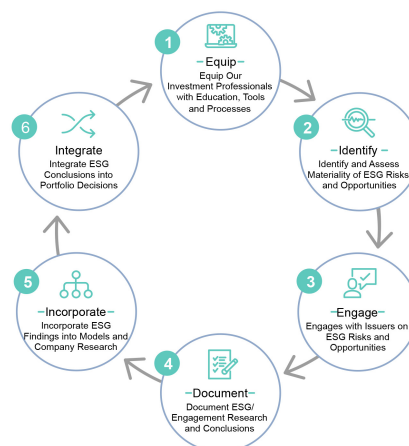 1
Equip
Equip Our
Investment Professionals
with Education, Tools
and Processes
2
Identify
Identify and Assess
Materiality of ESG Risks
and Opportunities
3
Engage
Engages with Issuers on
ESG Risks and
Opportunities
4
Document
Document ESG/
Engagement Research
and Conclusions
5
Incorporate
Incorporate ESG
Findings into Models and
Company Research
6
Integrate
Integrate ESG
Conclusions into
Portfolio Decisions